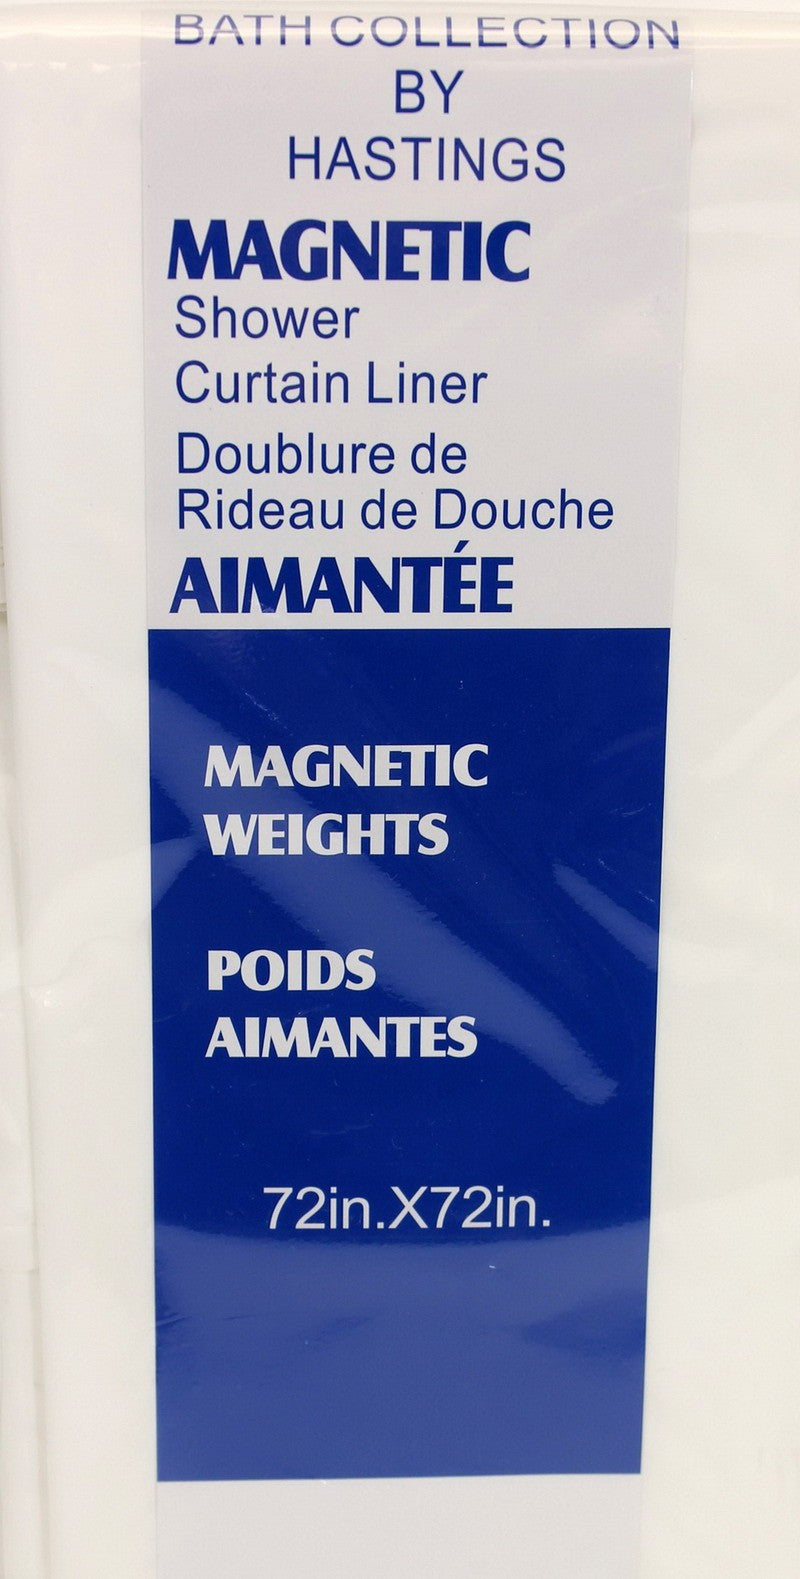 BATH COLLECTION
BY
HASTINGS
MAGNETIC
Shower
Curtain Liner
Doublure de
Rideau de Douche
AIMANTÉE
MAGNETIC
WEIGHTS
POIDS
AIMANTES
72in.X72in.